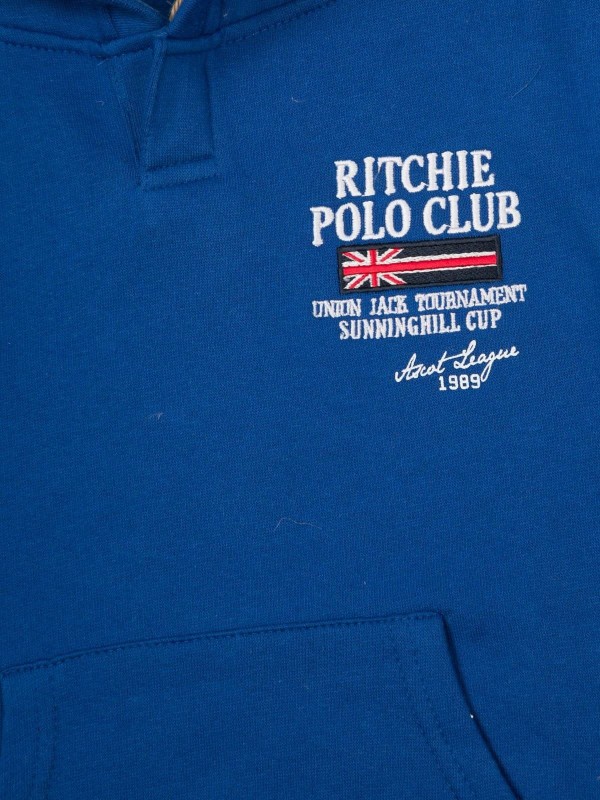 RITCHIE
POLO CLUB
UNION JACK TOURNAMENT
SUNNINGHILL CUP
Ascot League
1989